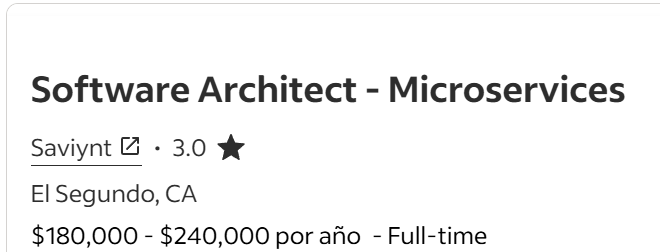 Software Architect - Microservices
Saviynt · 3.0 ★
El Segundo, CA
$180,000 - $240,000 por año - Full-time